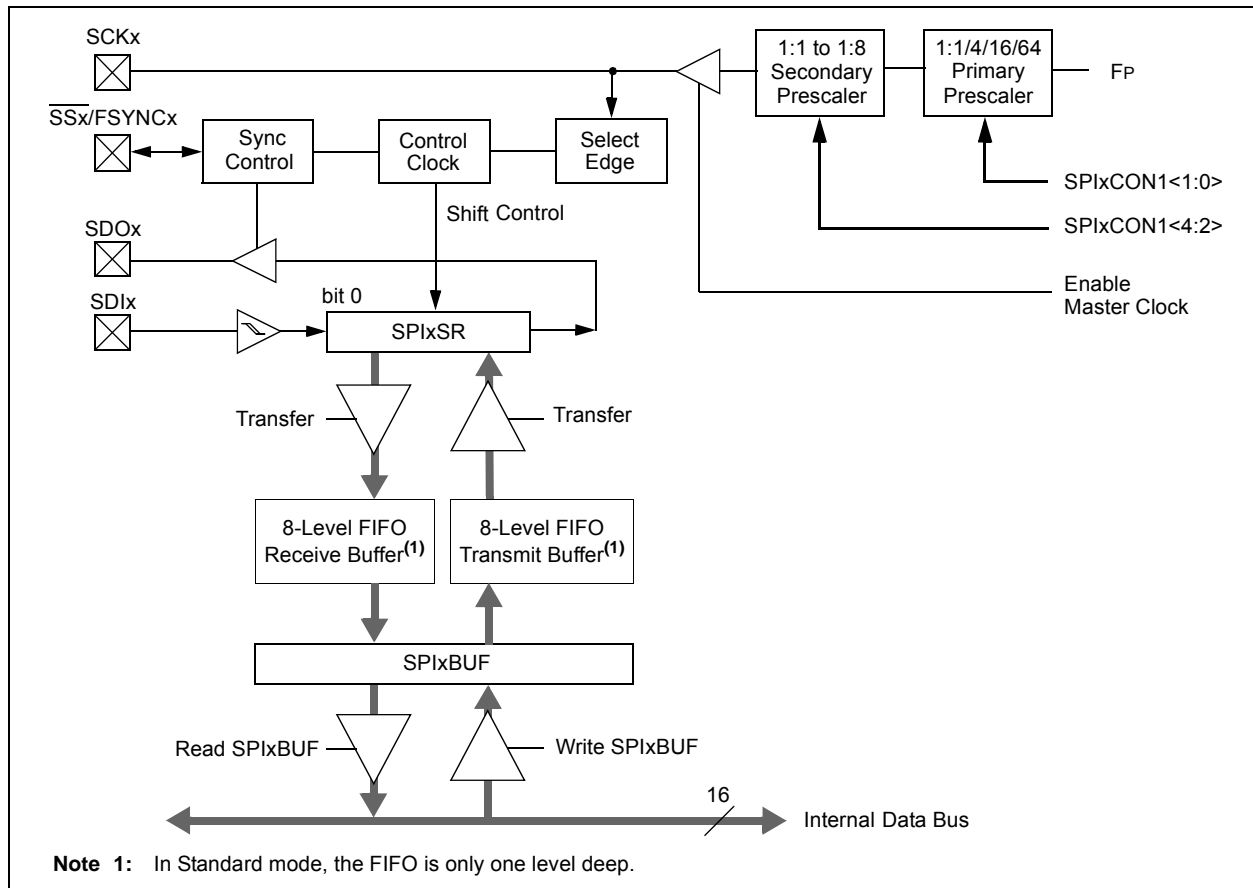 SCKx
SSx/FSYNCx
Sync
Control
Control
Clock
Select
Edge
1:1 to 1:8
Secondary
Prescaler
1:1/4/16/64
Primary
Prescaler
FP
SPIxCON1<1:0>
SPIxCON1<4:2>
Enable
Master Clock
Shift Control
SDOx
SDIx
bit 0
SPIxSR
Transfer
Transfer
8-Level FIFO
Receive Buffer(1)
8-Level FIFO
Transmit Buffer(1)
SPIxBUF
Read SPIxBUF
Write SPIxBUF
16
Internal Data Bus
Note 1: In Standard mode, the FIFO is only one level deep.